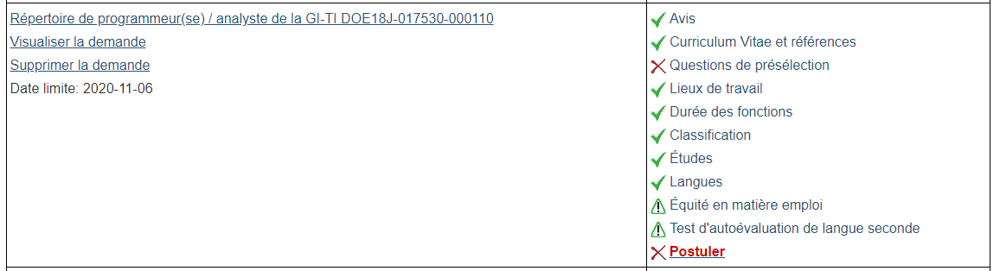 Répertoire de programmeur(se) / analyste de la GI-TI DOE18J-017530-000110
Visualiser la demande
Supprimer la demande
Date limite: 2020-11-06
Avis
Curriculum Vitae et références
Questions de présélection
Lieux de travail
Durée des fonctions
Classification
Études
Langues
Équité en matière emploi
Test d'autoévaluation de langue seconde
Postuler